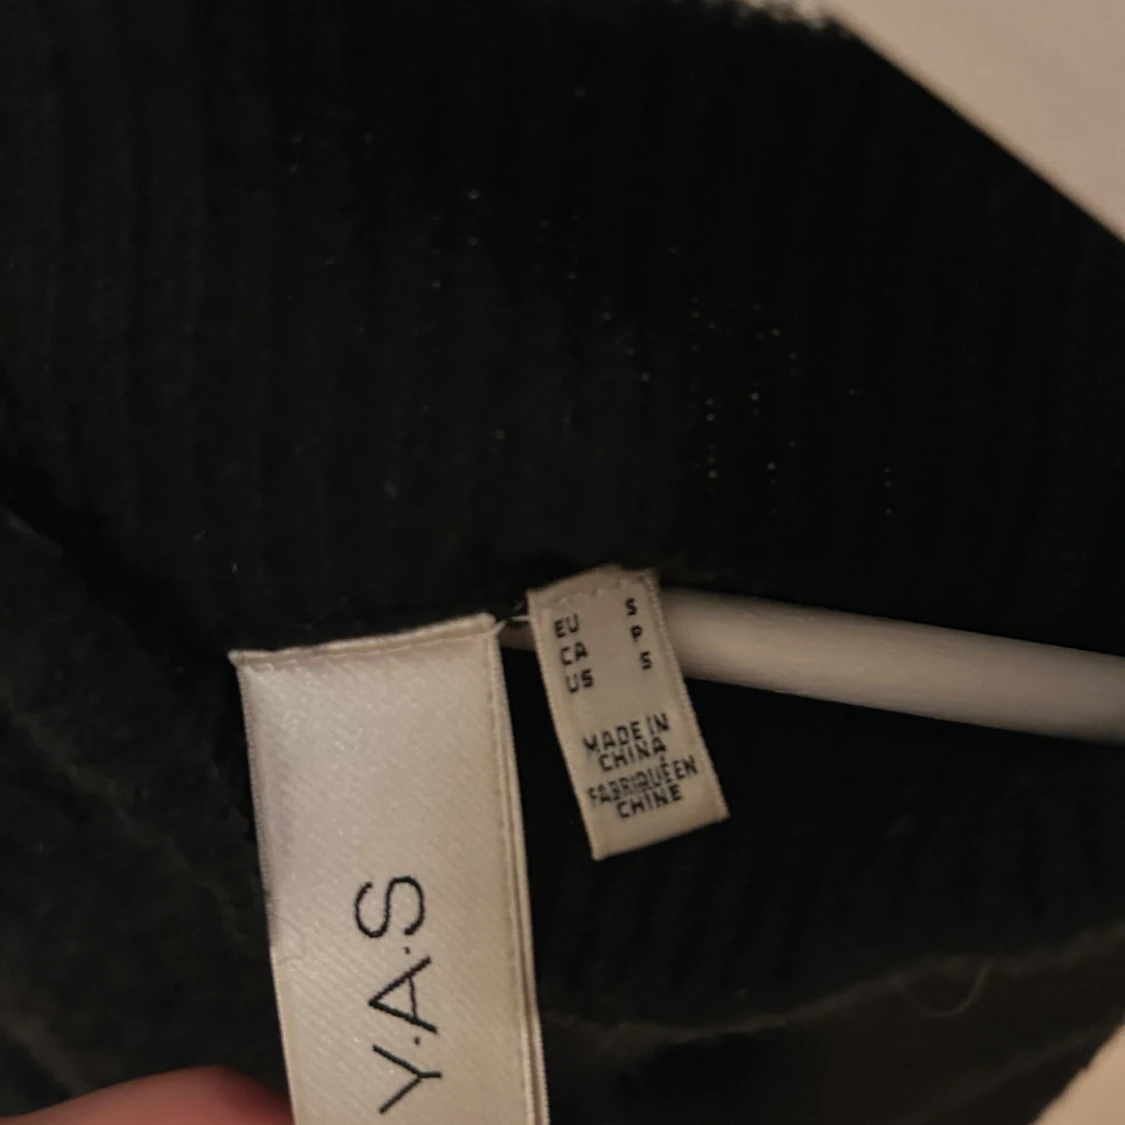 Y.A.S
EU S
CA P
US S
MADE IN
CHINA
FABRIQUÉ EN
CHINE